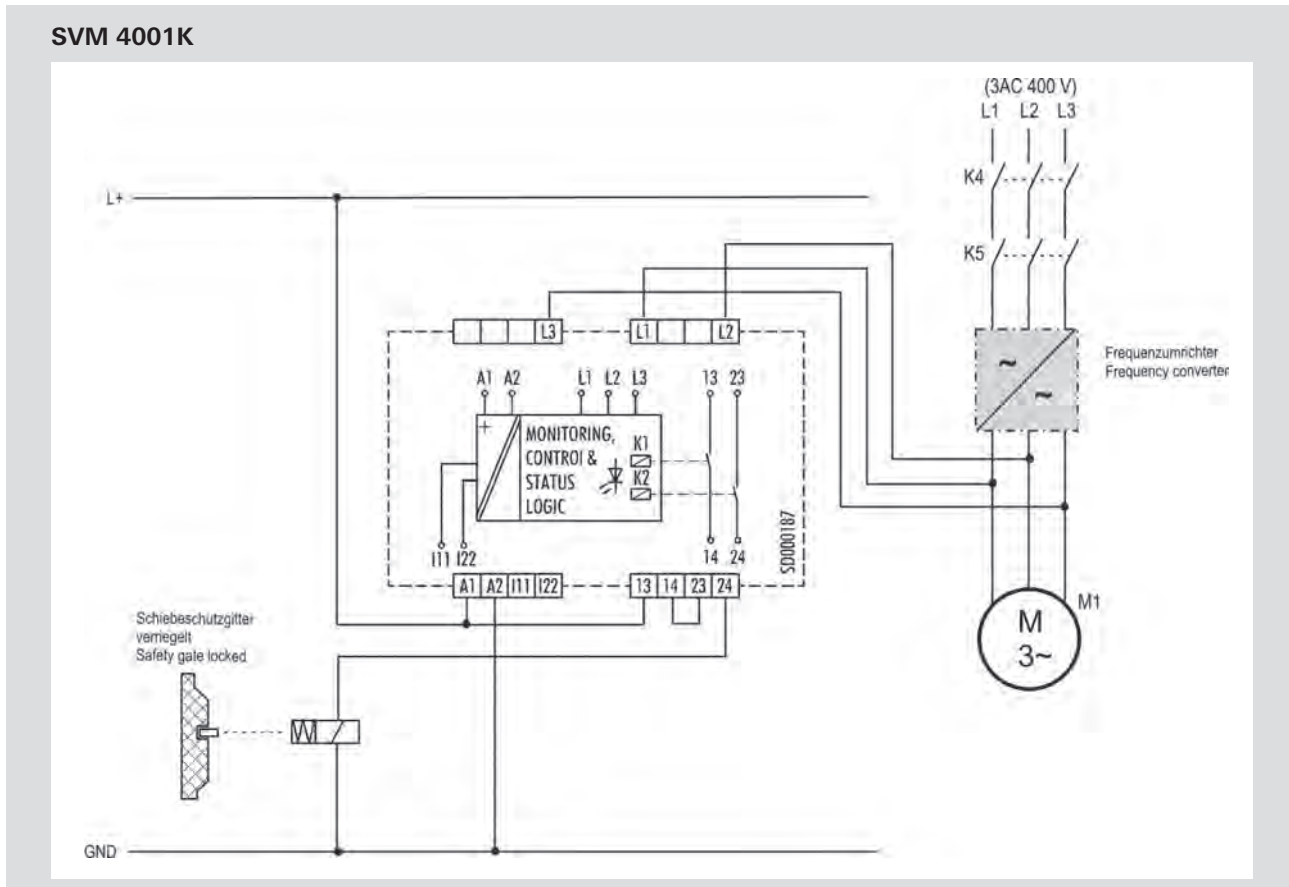 SVM 4001K
(3AC 400 V)
L1 L2 L3
K4
L+
K5
L3 L1 L2
Frequenzumrichter
Frequency converter
~
~
A1 A2 L1 L2 L3 13 23
+
MONITORING,
CONTROL &
STATUS
LOGIC
K1
K2
SD000187
I11 I22 14 24
A1 A2 I11 I22 13 14 23 24
Schiebeschutzgitter
verriegelt
Safety gate locked
M
3~
M1
GND